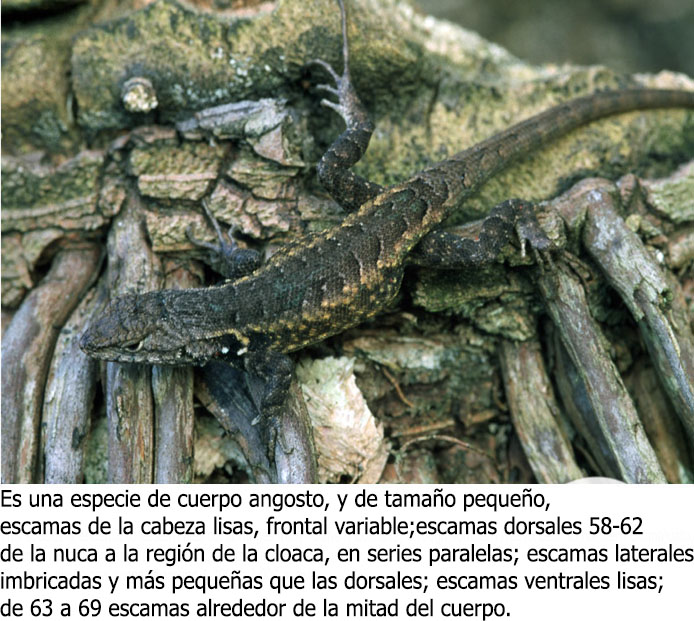 Es una especie de cuerpo angosto, y de tamaño pequeño,
escamas de la cabeza lisas, frontal variable;escamas dorsales 58-62
de la nuca a la región de la cloaca, en series paralelas; escamas laterales
imbricadas y más pequeñas que las dorsales; escamas ventrales lisas;
de 63 a 69 escamas alrededor de la mitad del cuerpo.